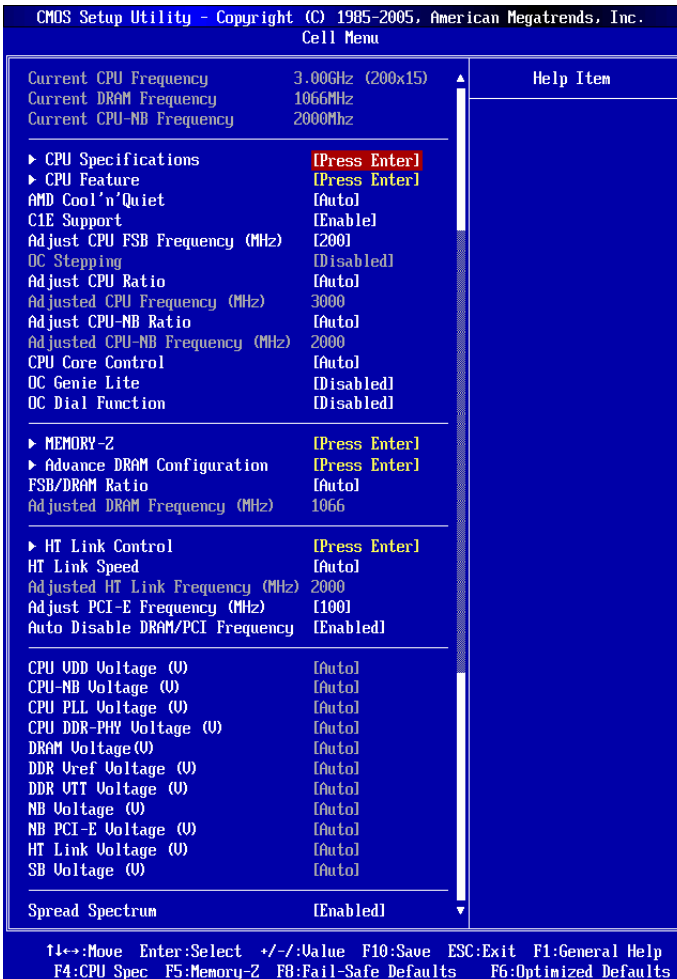 CMOS Setup Utility - Copyright (C) 1985-2005, American Megatrends, Inc.
Cell Menu
Current CPU Frequency 3.00GHz (200x15)
Current DRAM Frequency 1066MHz
Current CPU-NB Frequency 2000Mhz
Help Item
▶ CPU Specifications [Press Enter]
▶ CPU Feature [Press Enter]
AMD Cool'n'Quiet [Auto]
C1E Support [Enable]
Adjust CPU FSB Frequency (MHz) [200]
OC Stepping [Disabled]
Adjust CPU Ratio [Auto]
Adjusted CPU Frequency (MHz) 3000
Adjust CPU-NB Ratio [Auto]
Adjusted CPU-NB Frequency (MHz) 2000
CPU Core Control [Auto]
OC Genie Lite [Disabled]
OC Dial Function [Disabled]
▶ MEMORY-Z [Press Enter]
▶ Advance DRAM Configuration [Press Enter]
FSB/DRAM Ratio [Auto]
Adjusted DRAM Frequency (MHz) 1066
▶ HT Link Control [Press Enter]
HT Link Speed [Auto]
Adjusted HT Link Frequency (MHz) 2000
Adjust PCI-E Frequency (MHz) [100]
Auto Disable DRAM/PCI Frequency [Enabled]
CPU VDD Voltage (V) [Auto]
CPU-NB Voltage (V) [Auto]
CPU PLL Voltage (V) [Auto]
CPU DDR-PHY Voltage (V) [Auto]
DRAM Voltage(V) [Auto]
DDR Vref Voltage (V) [Auto]
DDR VTT Voltage (V) [Auto]
NB Voltage (V) [Auto]
NB PCI-E Voltage (V) [Auto]
HT Link Voltage (V) [Auto]
SB Voltage (V) [Auto]
Spread Spectrum [Enabled]
↑↓←→:Move Enter:Select +/-/:Value F10:Save ESC:Exit F1:General Help
F4:CPU Spec F5:Memory-Z F8:Fail-Safe Defaults F6:Optimized Defaults